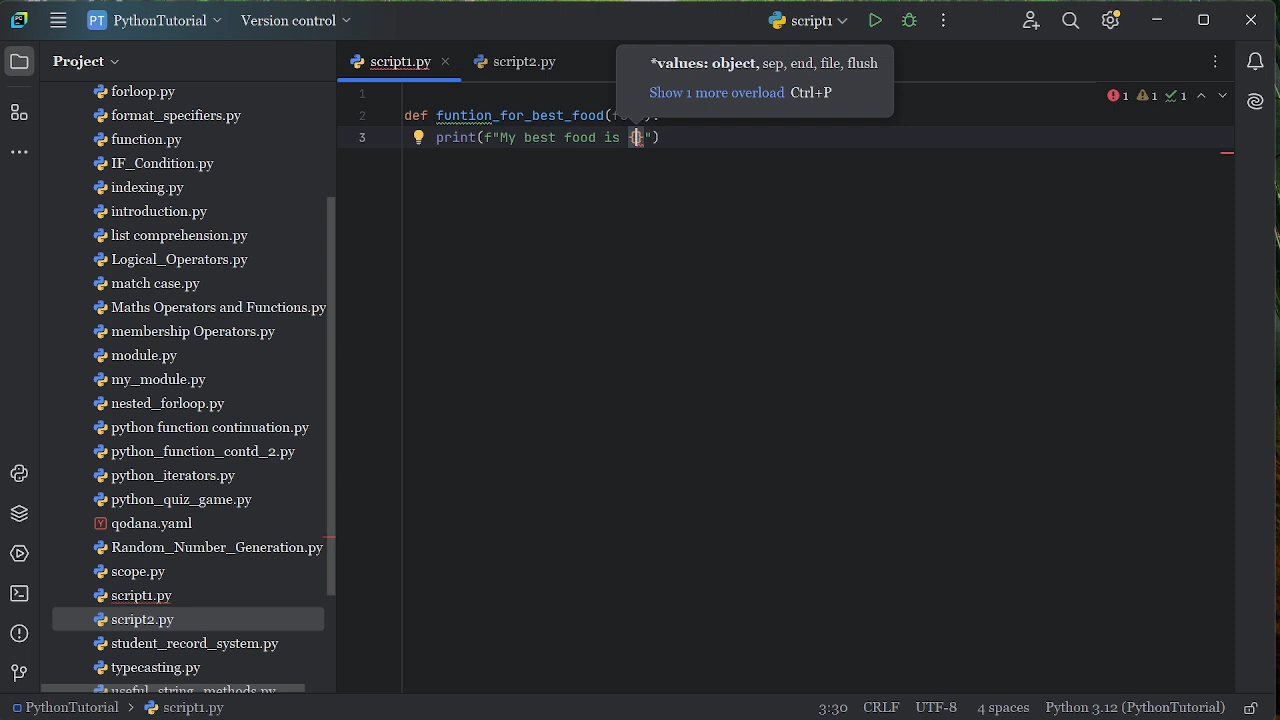 PT PythonTutorial Version control script1
Project script1.py script2.py
*values: object, sep, end, file, flush
Show 1 more overload Ctrl+P
forloop.py
format_specifiers.py
function.py
IF_Condition.py
indexing.py
introduction.py
list comprehension.py
Logical_Operators.py
match case.py
Maths Operators and Functions.py
membership Operators.py
module.py
my_module.py
nested_forloop.py
python function continuation.py
python_function_contd_2.py
python_iterators.py
python_quiz_game.py
qodana.yaml
Random_Number_Generation.py
scope.py
script1.py
script2.py
student_record_system.py
typecasting.py
useful_string_methods.py
1 1 1
1
2 def funtion_for_best_food(food):
3 print(f"My best food is {}")
PythonTutorial > script1.py 3:30 CRLF UTF-8 4 spaces Python 3.12 (PythonTutorial)